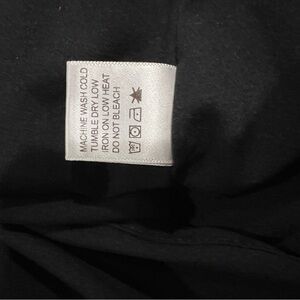 MACHINE WASH COLD
TUMBLE DRY LOW
IRON ON LOW HEAT
DO NOT BLEACH